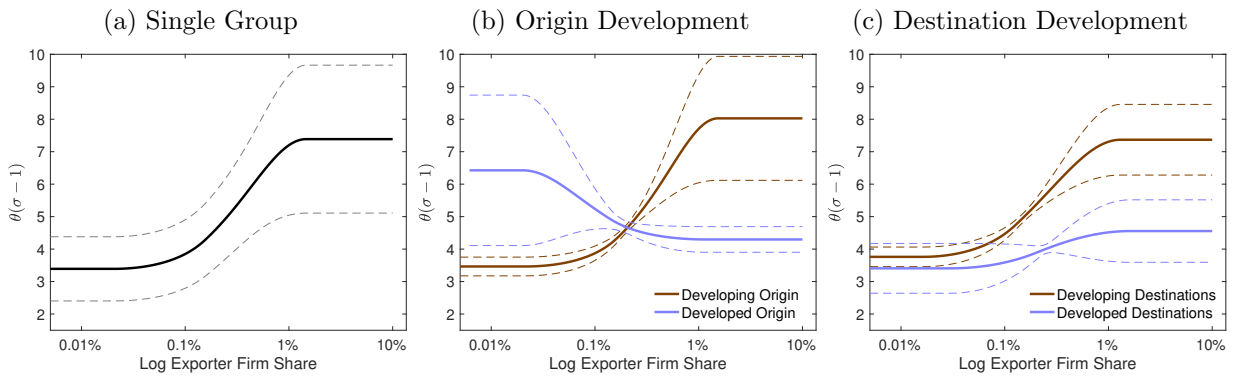 (a) Single Group
10
9
8
7
6
5
4
3
2
θ(σ − 1)
0.01% 0.1% 1% 10%
Log Exporter Firm Share
(b) Origin Development
10
9
8
7
6
5
4
3
2
θ(σ − 1)
Developing Origin
Developed Origin
0.01% 0.1% 1% 10%
Log Exporter Firm Share
(c) Destination Development
10
9
8
7
6
5
4
3
2
θ(σ − 1)
Developing Destinations
Developed Destinations
0.01% 0.1% 1% 10%
Log Exporter Firm Share